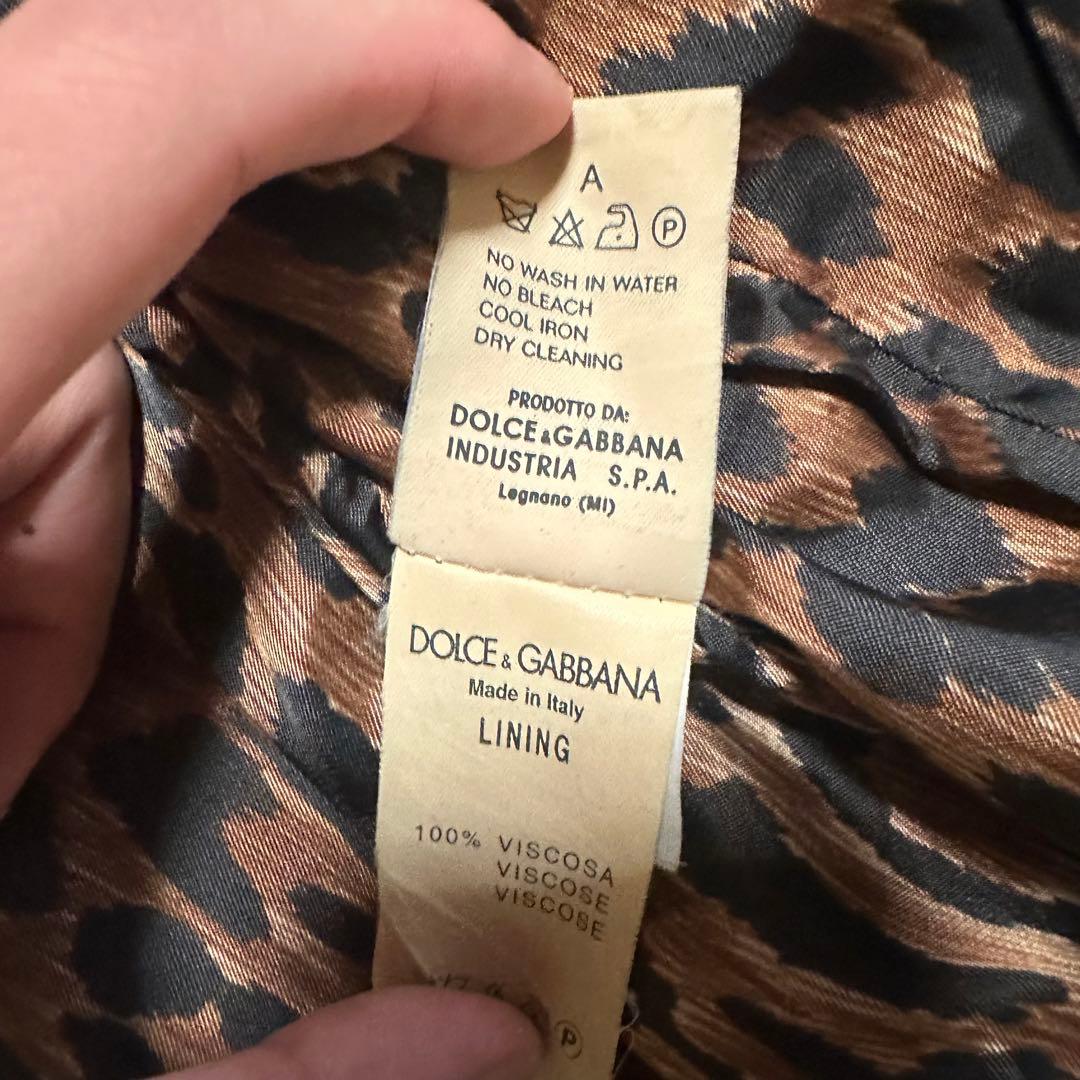 A
P
NO WASH IN WATER
NO BLEACH
COOL IRON
DRY CLEANING
PRODOTTO DA:
DOLCE&GABBANA
INDUSTRIA S.P.A.
Legnano (MI)
DOLCE & GABBANA
Made in Italy
LINING
100% VISCOSA
VISCOSE
VISCOSE
P